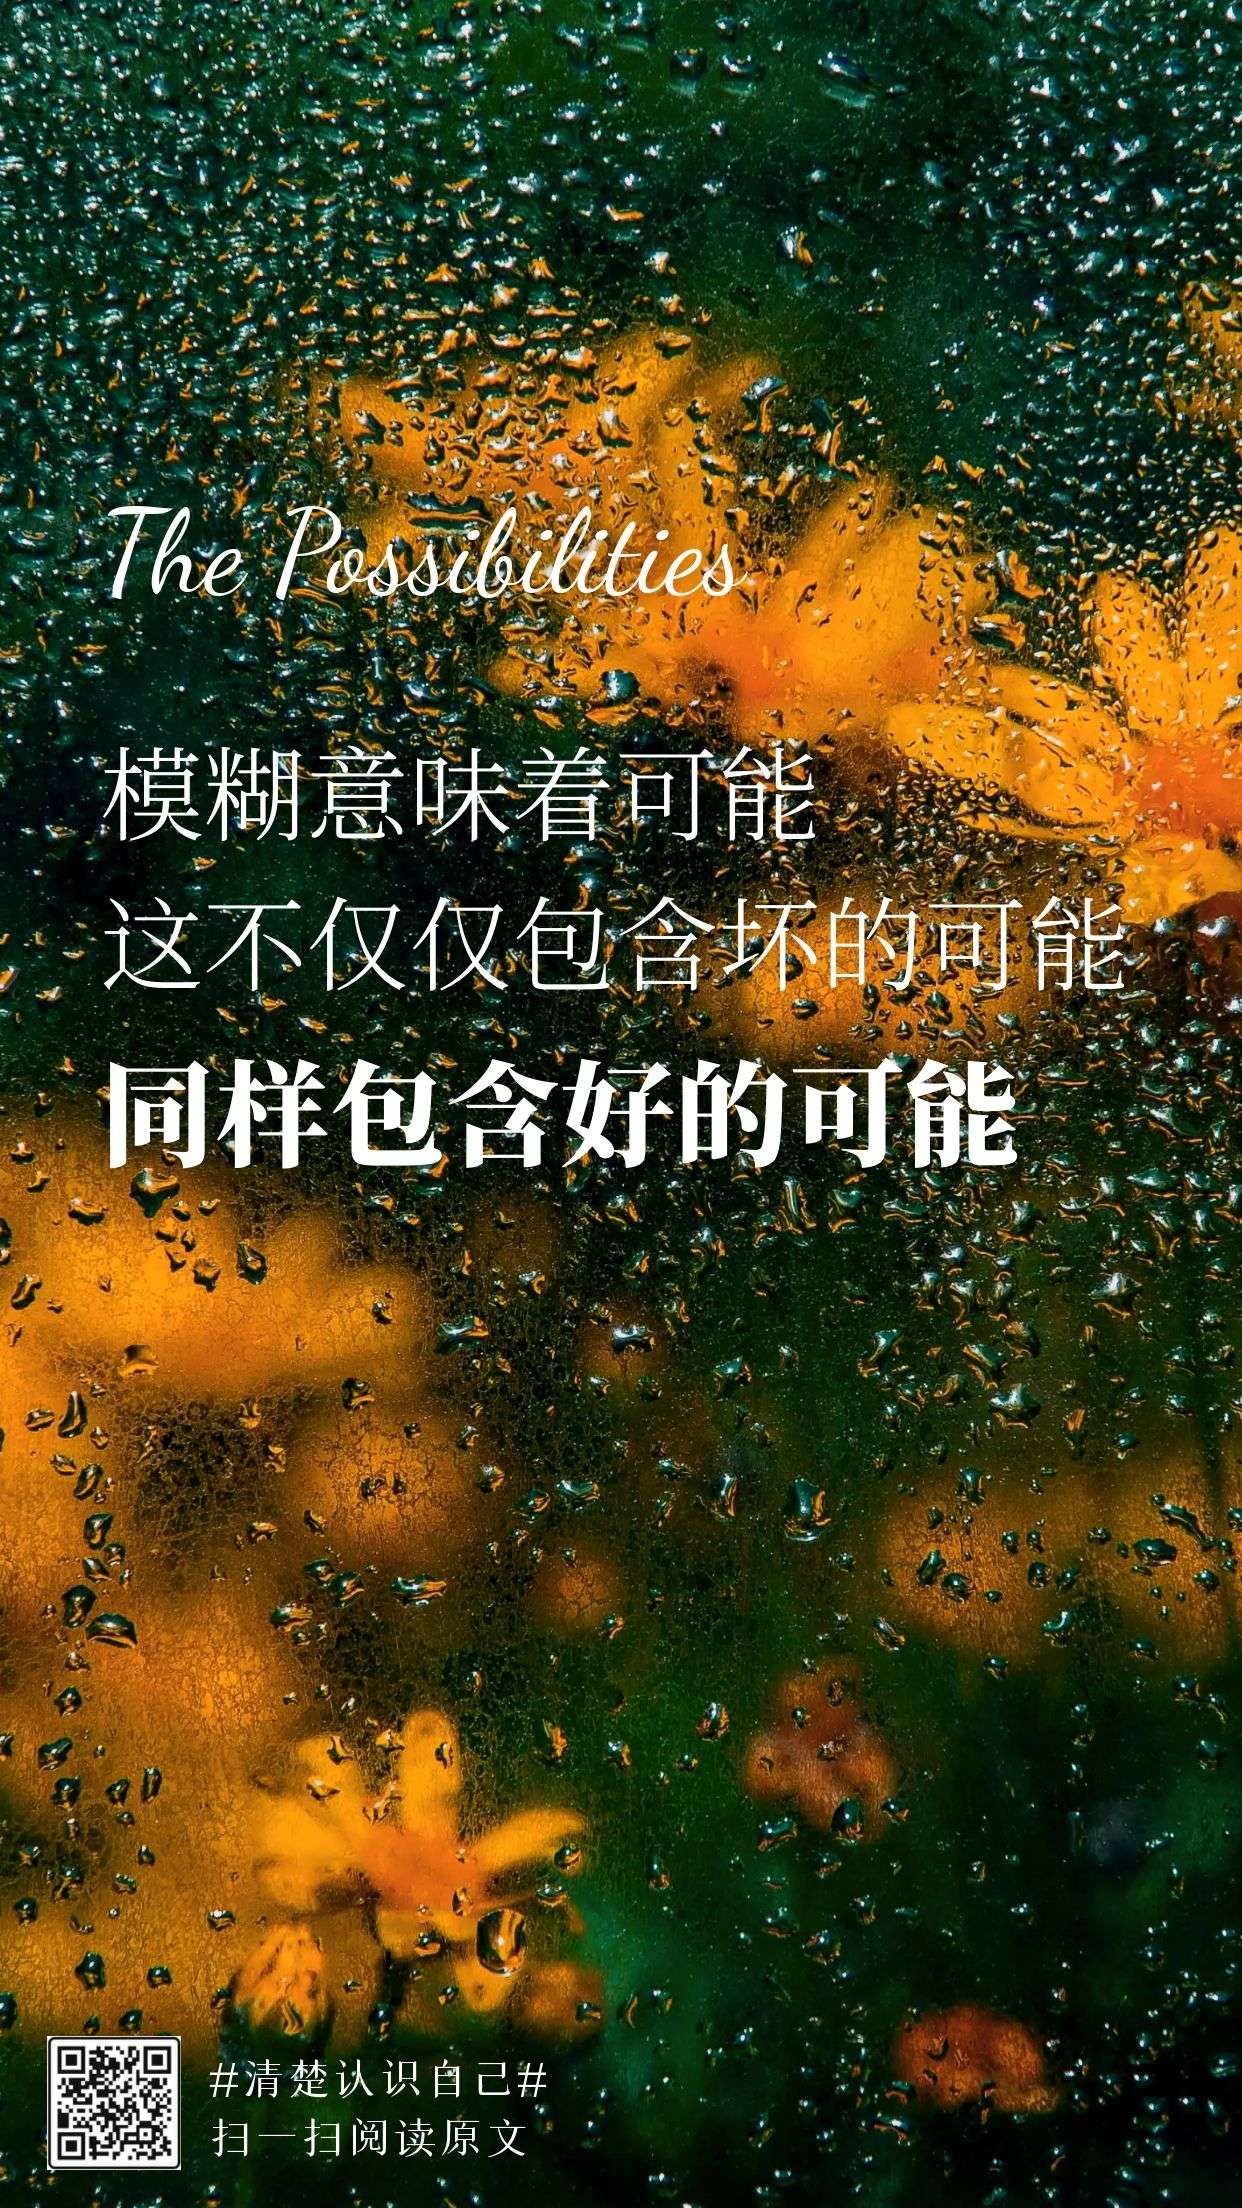 The Possibilities
模糊意味着可能
这不仅仅包含坏的可能
同样包含好的可能
#清楚认识自己#
扫一扫阅读原文